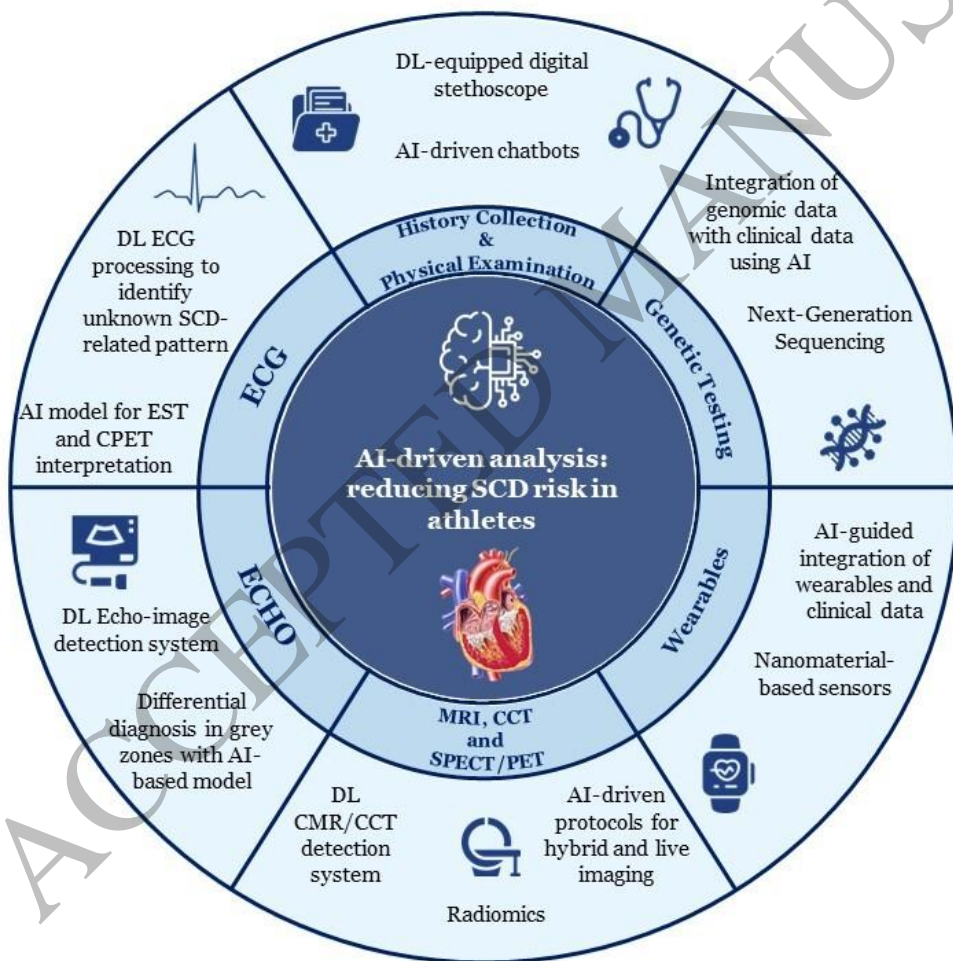 DL-equipped digital
stethoscope
AI-driven chatbots
History Collection
&
Physical Examination
Integration of
genomic data
with clinical data
using AI
Next-Generation
Sequencing
Genetic Testing
AI-guided
integration of
wearables and
clinical data
Nanomaterial-
based sensors
Wearables
MRI, CCT
and
SPECT/PET
AI-driven
protocols for
hybrid and live
imaging
DL
CMR/CCT
detection
system
Radiomics
ECHO
DL Echo-image
detection system
Differential
diagnosis in grey
zones with AI-
based model
ECG
DL ECG
processing to
identify
unknown SCD-
related pattern
AI model for EST
and CPET
interpretation
AI-driven analysis:
reducing SCD risk in
athletes
ACCEPTED MANUS